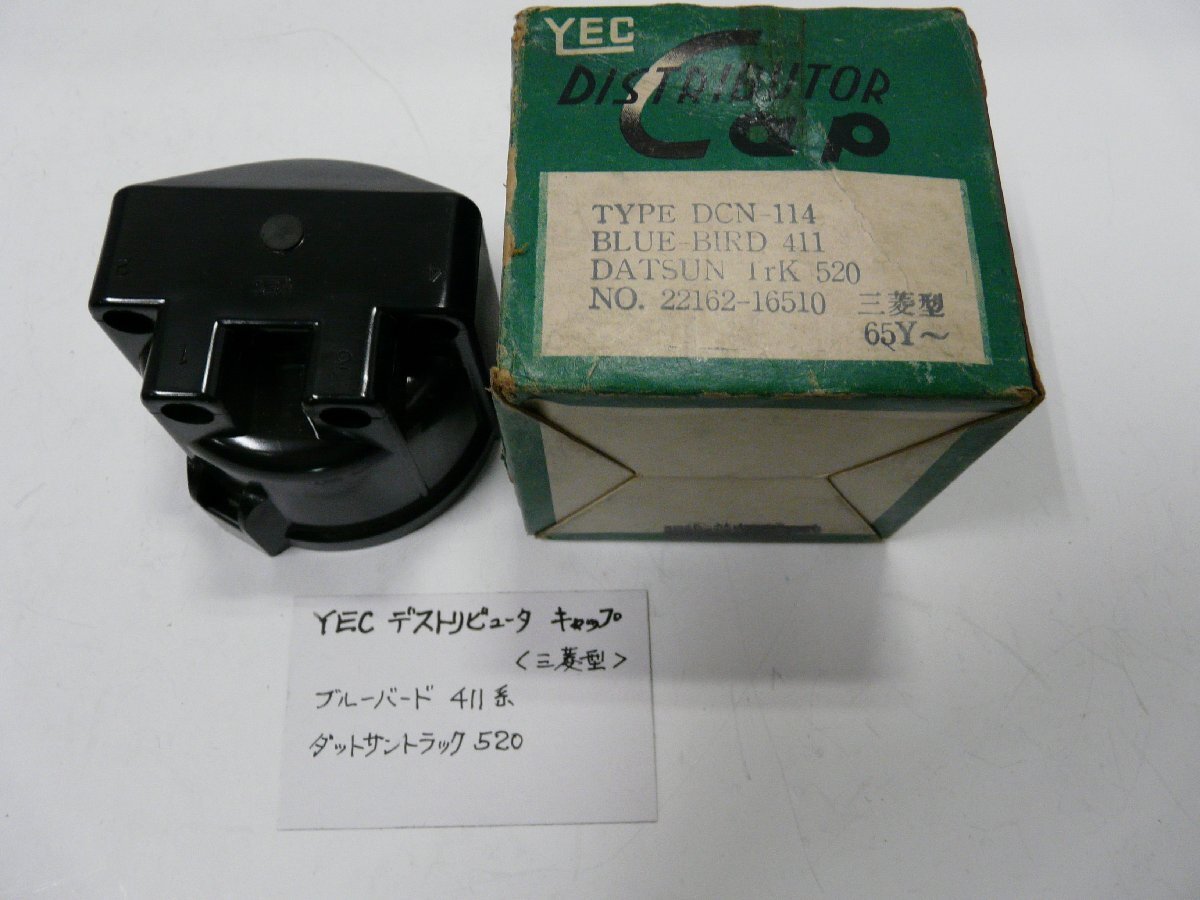 YEC
DISTRIBUTOR
Cap
TYPE DCN-114
BLUE-BIRD 411
DATSUN TrK 520
NO. 22162-16510 三菱型
65Y~
YEC デストリビュータ キャップ
<三菱型>
ブルーバード 411系
ダットサントラック 520